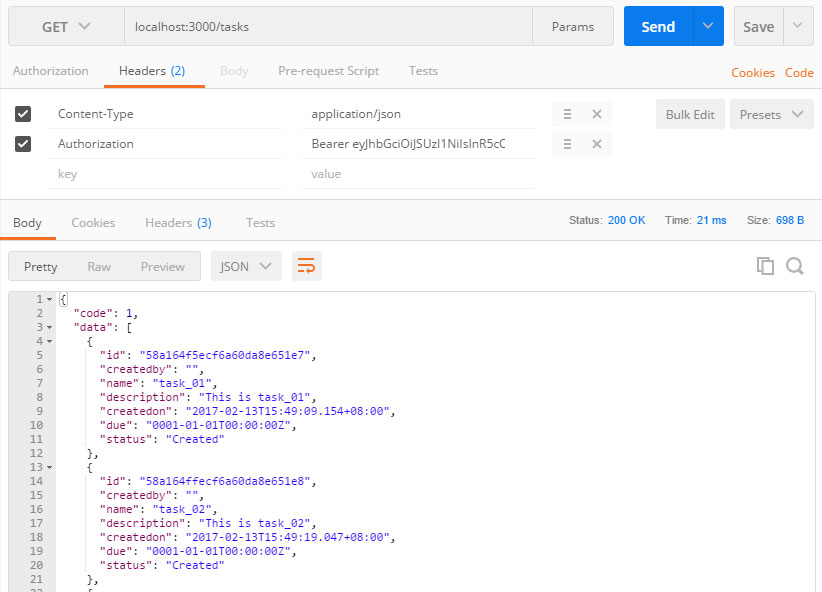 GET localhost:3000/tasks Params Send Save
Authorization Headers (2) Body Pre-request Script Tests Cookies Code
Content-Type application/json Bulk Edit Presets
Authorization Bearer eyJhbGciOiJSUzI1NiIsInR5cC
key value
Body Cookies Headers (3) Tests Status: 200 OK Time: 21 ms Size: 698 B
Pretty Raw Preview JSON
1 {
2 "code": 1,
3 "data": [
4 {
5 "id": "58a164f5ecf6a60da8e651e7",
6 "createdby": "",
7 "name": "task_01",
8 "description": "This is task_01",
9 "createdon": "2017-02-13T15:49:09.154+08:00",
10 "due": "0001-01-01T00:00:00Z",
11 "status": "Created"
12 },
13 {
14 "id": "58a164ffecf6a60da8e651e8",
15 "createdby": "",
16 "name": "task_02",
17 "description": "This is task_02",
18 "createdon": "2017-02-13T15:49:19.047+08:00",
19 "due": "0001-01-01T00:00:00Z",
20 "status": "Created"
21 },